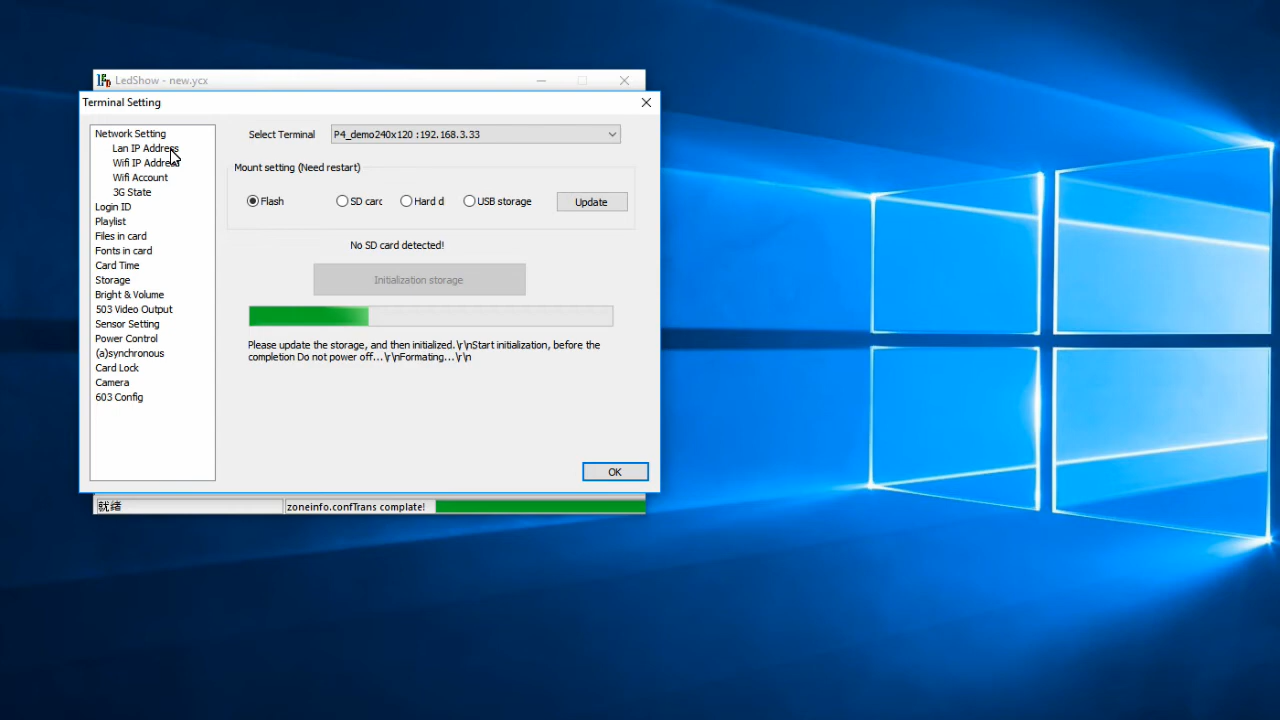 LedShow - new.ycx
Terminal Setting
Network Setting
Lan IP Address
Wifi IP Address
Wifi Account
3G State
Login ID
Playlist
Files in card
Fonts in card
Card Time
Storage
Bright & Volume
503 Video Output
Sensor Setting
Power Control
(a)synchronous
Card Lock
Camera
603 Config
Select Terminal P4_demo240x120 :192.168.3.33
Mount setting (Need restart)
Flash SD carc Hard d USB storage Update
No SD card detected!
Initialization storage
Please update the storage, and then initialized.\r\nStart initialization, before the
completion Do not power off...\r\nFormating...\r\n
OK
就绪 zoneinfo.confTrans complate!